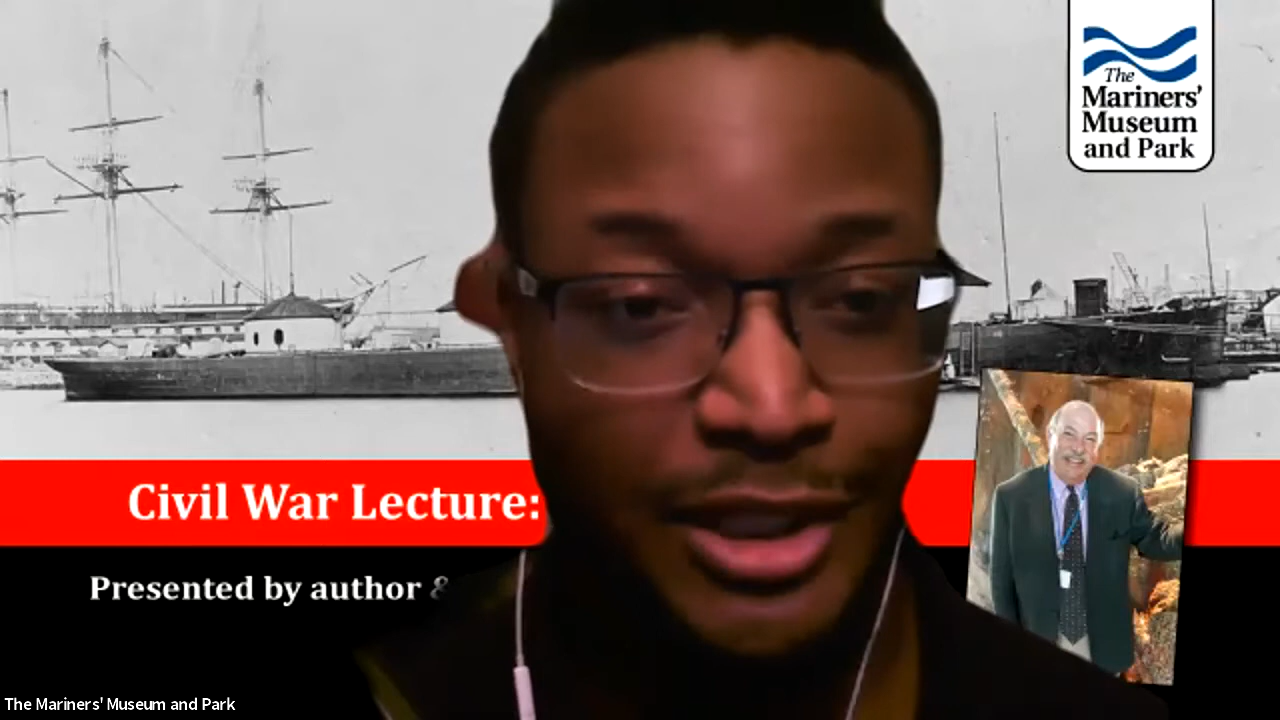 The
Mariners'
Museum
and Park
Civil War Lecture:
Presented by author &
The Mariners' Museum and Park